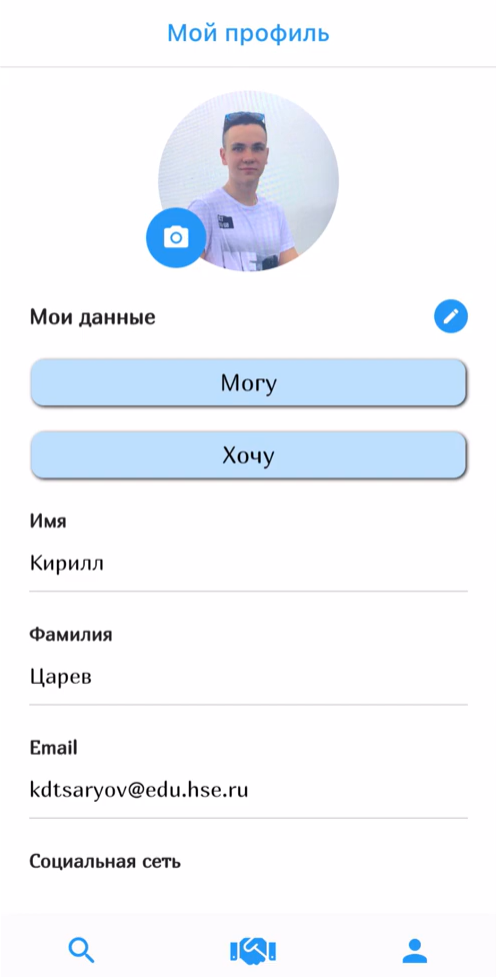 Мой профиль
Мои данные
Могу
Хочу
Имя
Кирилл
Фамилия
Царев
Email
kdtsaryov@edu.hse.ru
Социальная сеть